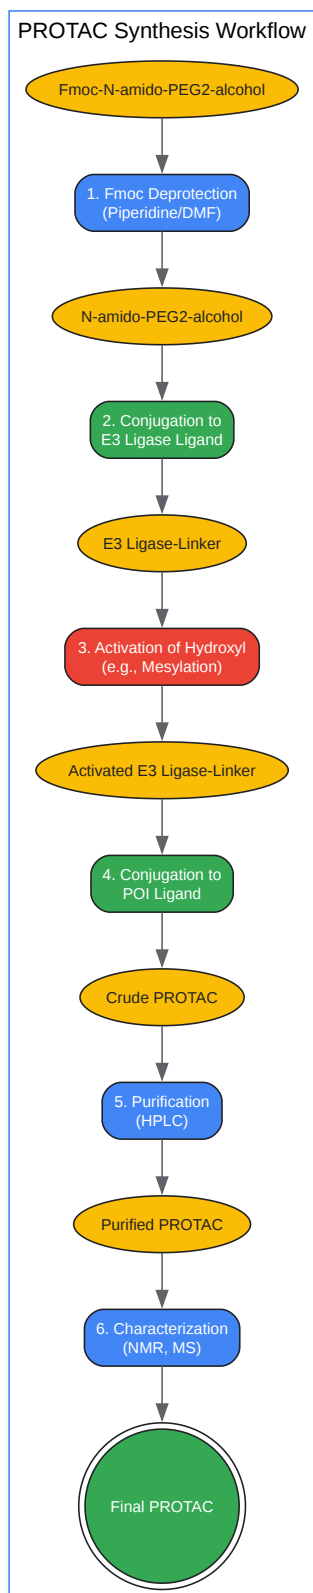 PROTAC Synthesis Workflow
Fmoc-N-amido-PEG2-alcohol
1. Fmoc Deprotection
(Piperidine/DMF)
N-amido-PEG2-alcohol
2. Conjugation to
E3 Ligase Ligand
E3 Ligase-Linker
3. Activation of Hydroxyl
(e.g., Mesylation)
Activated E3 Ligase-Linker
4. Conjugation to
POI Ligand
Crude PROTAC
5. Purification
(HPLC)
Purified PROTAC
6. Characterization
(NMR, MS)
Final PROTAC